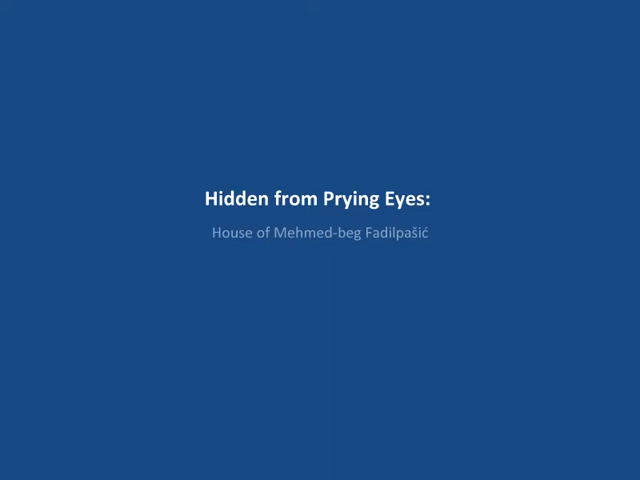 Hidden from Prying Eyes:
House of Mehmed-beg Fadilpašić